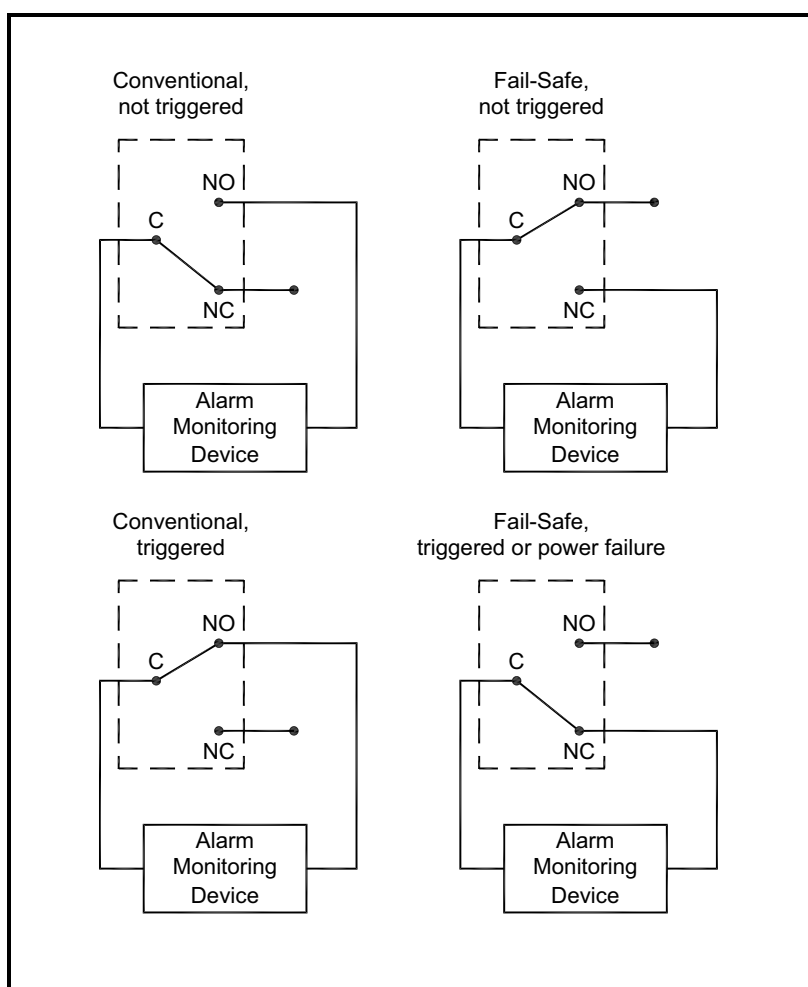 Conventional,
not triggered
NO
C
NC
Alarm
Monitoring
Device
Fail-Safe,
not triggered
NO
C
NC
Alarm
Monitoring
Device
Conventional,
triggered
NO
C
NC
Alarm
Monitoring
Device
Fail-Safe,
triggered or power failure
NO
C
NC
Alarm
Monitoring
Device